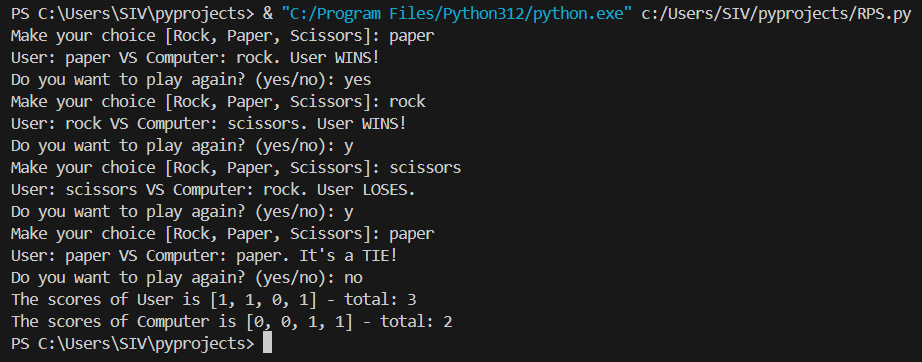 PS C:\Users\SIV\pyprojects> & "C:/Program Files/Python312/python.exe" c:/Users/SIV/pyprojects/RPS.py
Make your choice [Rock, Paper, Scissors]: paper
User: paper VS Computer: rock. User WINS!
Do you want to play again? (yes/no): yes
Make your choice [Rock, Paper, Scissors]: rock
User: rock VS Computer: scissors. User WINS!
Do you want to play again? (yes/no): y
Make your choice [Rock, Paper, Scissors]: scissors
User: scissors VS Computer: rock. User LOSES.
Do you want to play again? (yes/no): y
Make your choice [Rock, Paper, Scissors]: paper
User: paper VS Computer: paper. It's a TIE!
Do you want to play again? (yes/no): no
The scores of User is [1, 1, 0, 1] - total: 3
The scores of Computer is [0, 0, 1, 1] - total: 2
PS C:\Users\SIV\pyprojects>